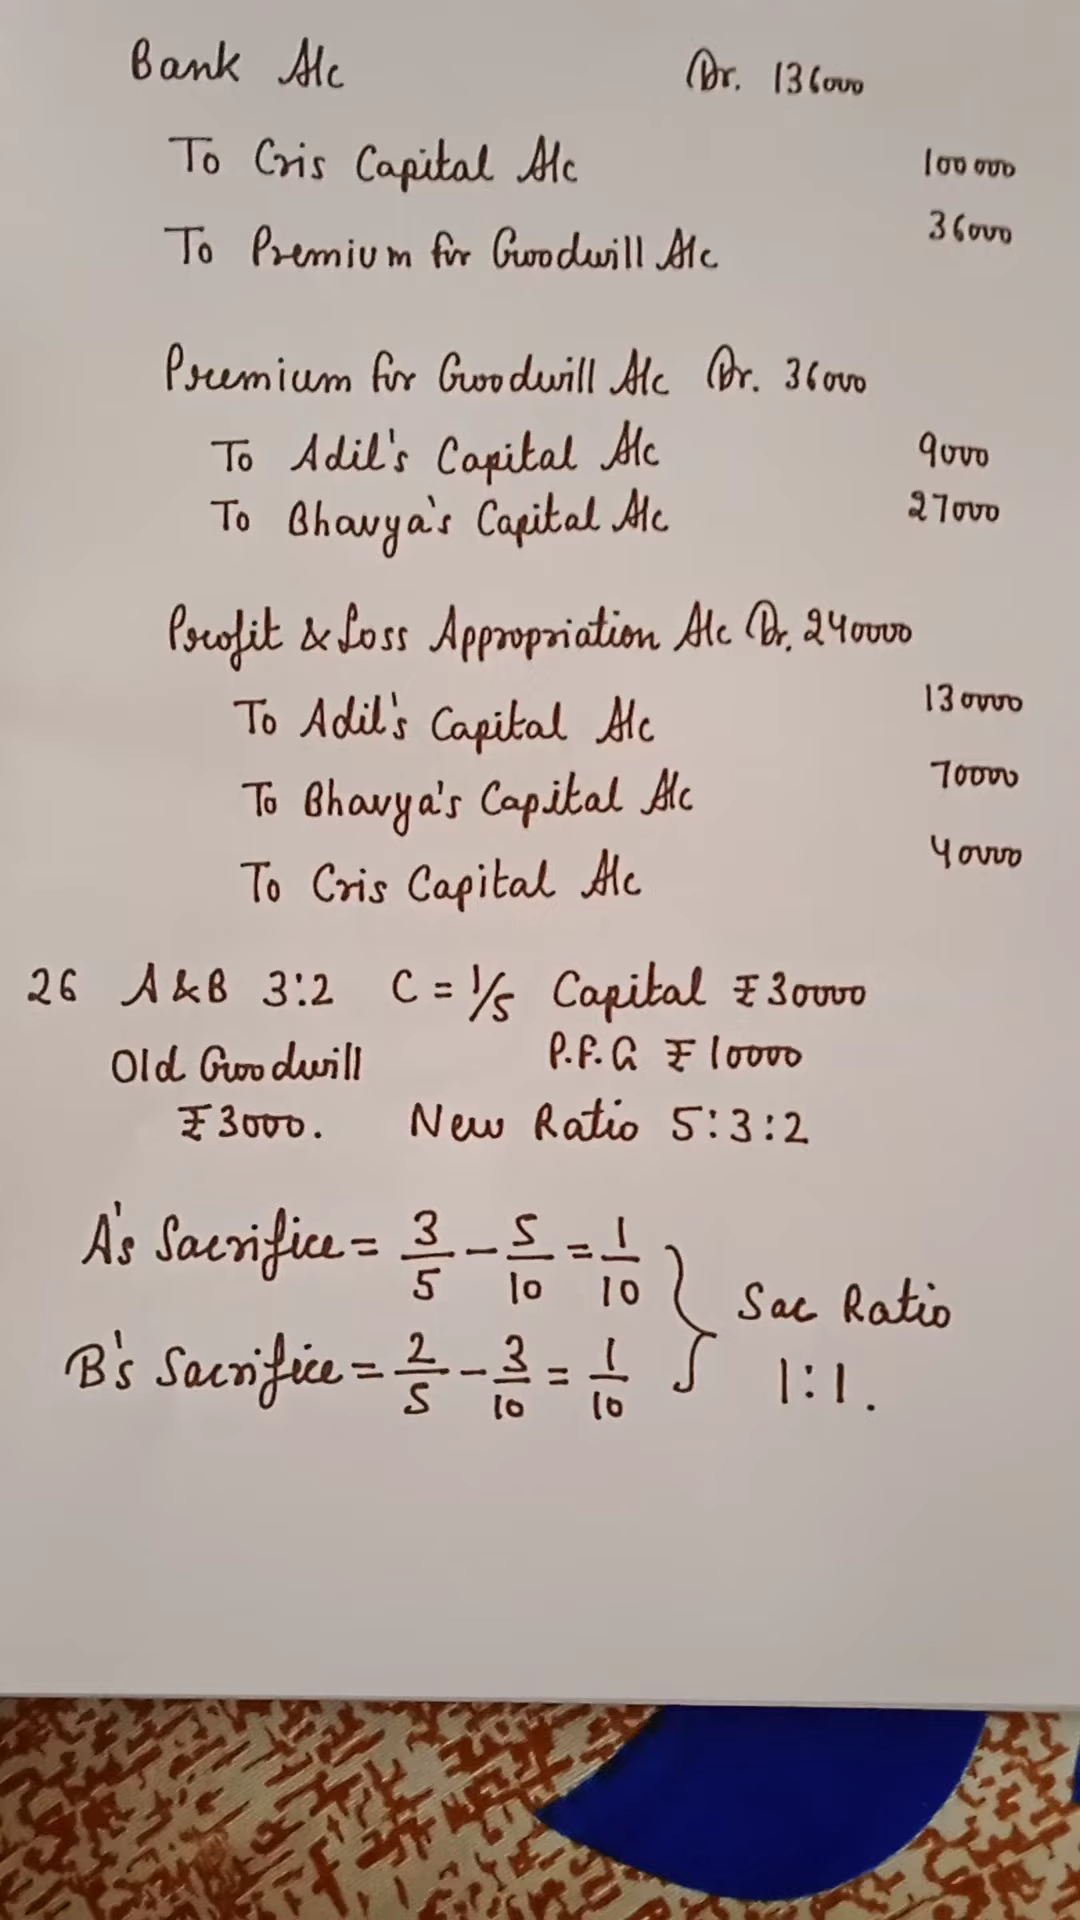 Bank A/c Dr. 136000
To Cris Capital A/c 100000
To Premium for Goodwill A/c 36000
Premium for Goodwill A/c Dr. 36000
To Adil's Capital A/c 9000
To Bhavya's Capital A/c 27000
Profit & Loss Appropriation A/c Dr. 240000
To Adil's Capital A/c 130000
To Bhavya's Capital A/c 70000
To Cris Capital A/c 40000
26 A & B 3:2 C = 1/5 Capital ₹30000
Old Goodwill P.F.G ₹10000
₹3000. New Ratio 5:3:2
A's Sacrifice = 3/5 - 5/10 = 1/10 } Sac Ratio
B's Sacrifice = 2/5 - 3/10 = 1/10 1:1.